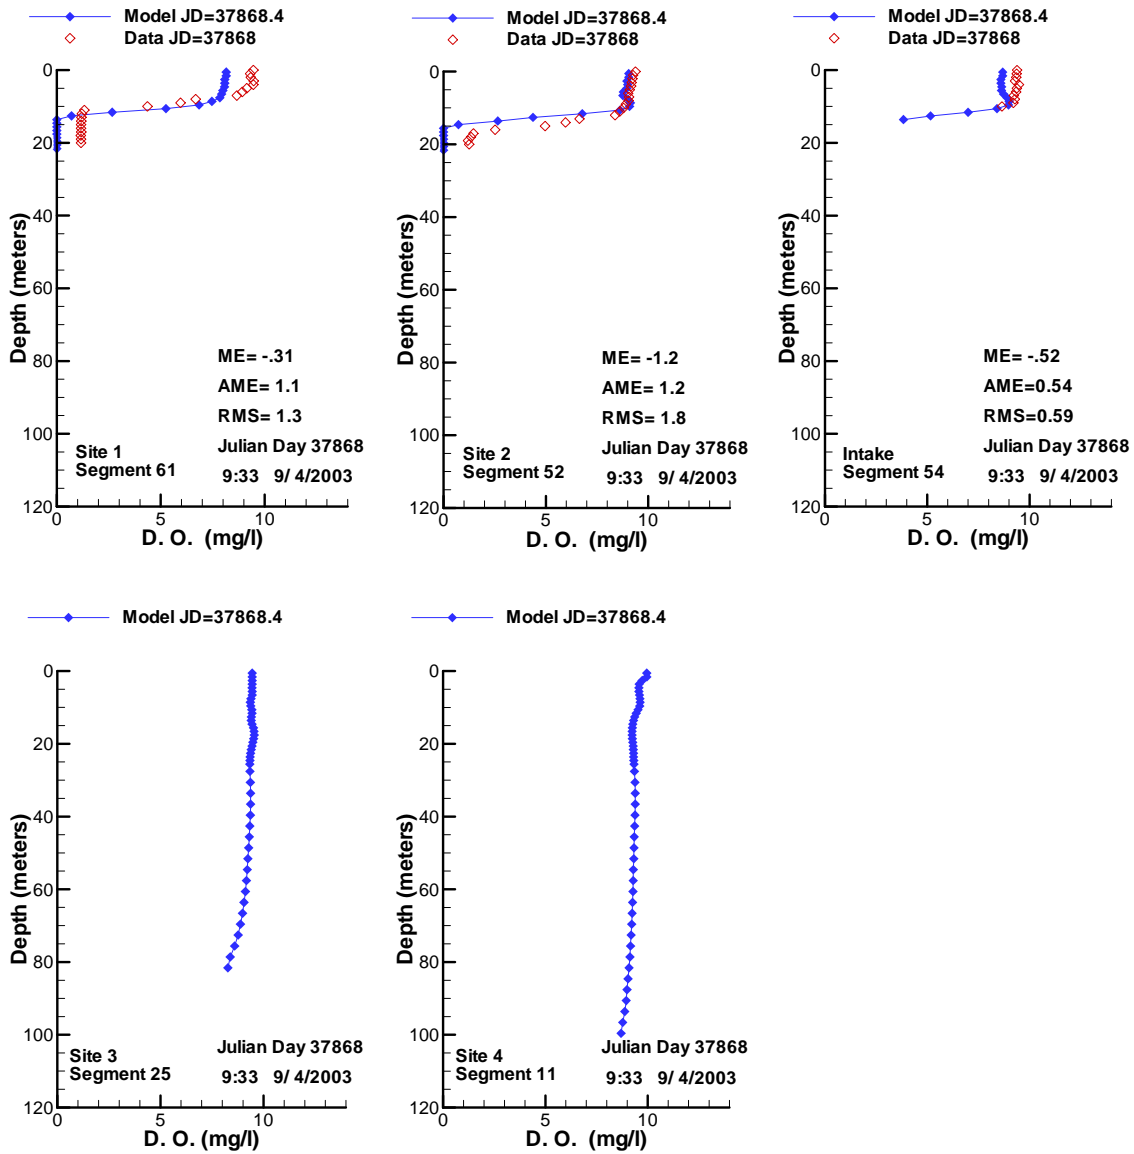 Model JD=37868.4
Data JD=37868
0
20
40
60
80
100
120
Depth (meters)
ME= -.31
AME= 1.1
RMS= 1.3
Julian Day 37868
9:33 9/ 4/2003
Site 1
Segment 61
0 5 10
D. O. (mg/l)
Model JD=37868.4
Data JD=37868
0
20
40
60
80
100
120
Depth (meters)
ME= -1.2
AME= 1.2
RMS= 1.8
Julian Day 37868
9:33 9/ 4/2003
Site 2
Segment 52
0 5 10
D. O. (mg/l)
Model JD=37868.4
Data JD=37868
0
20
40
60
80
100
120
Depth (meters)
ME= -.52
AME=0.54
RMS=0.59
Julian Day 37868
9:33 9/ 4/2003
Intake
Segment 54
0 5 10
D. O. (mg/l)
Model JD=37868.4
0
20
40
60
80
100
120
Depth (meters)
Julian Day 37868
9:33 9/ 4/2003
Site 3
Segment 25
0 10
D. O. (mg/l)
Model JD=37868.4
0
20
40
60
80
100
120
Depth (meters)
Julian Day 37868
9:33 9/ 4/2003
Site 4
Segment 11
0 5 10
D. O. (mg/l)